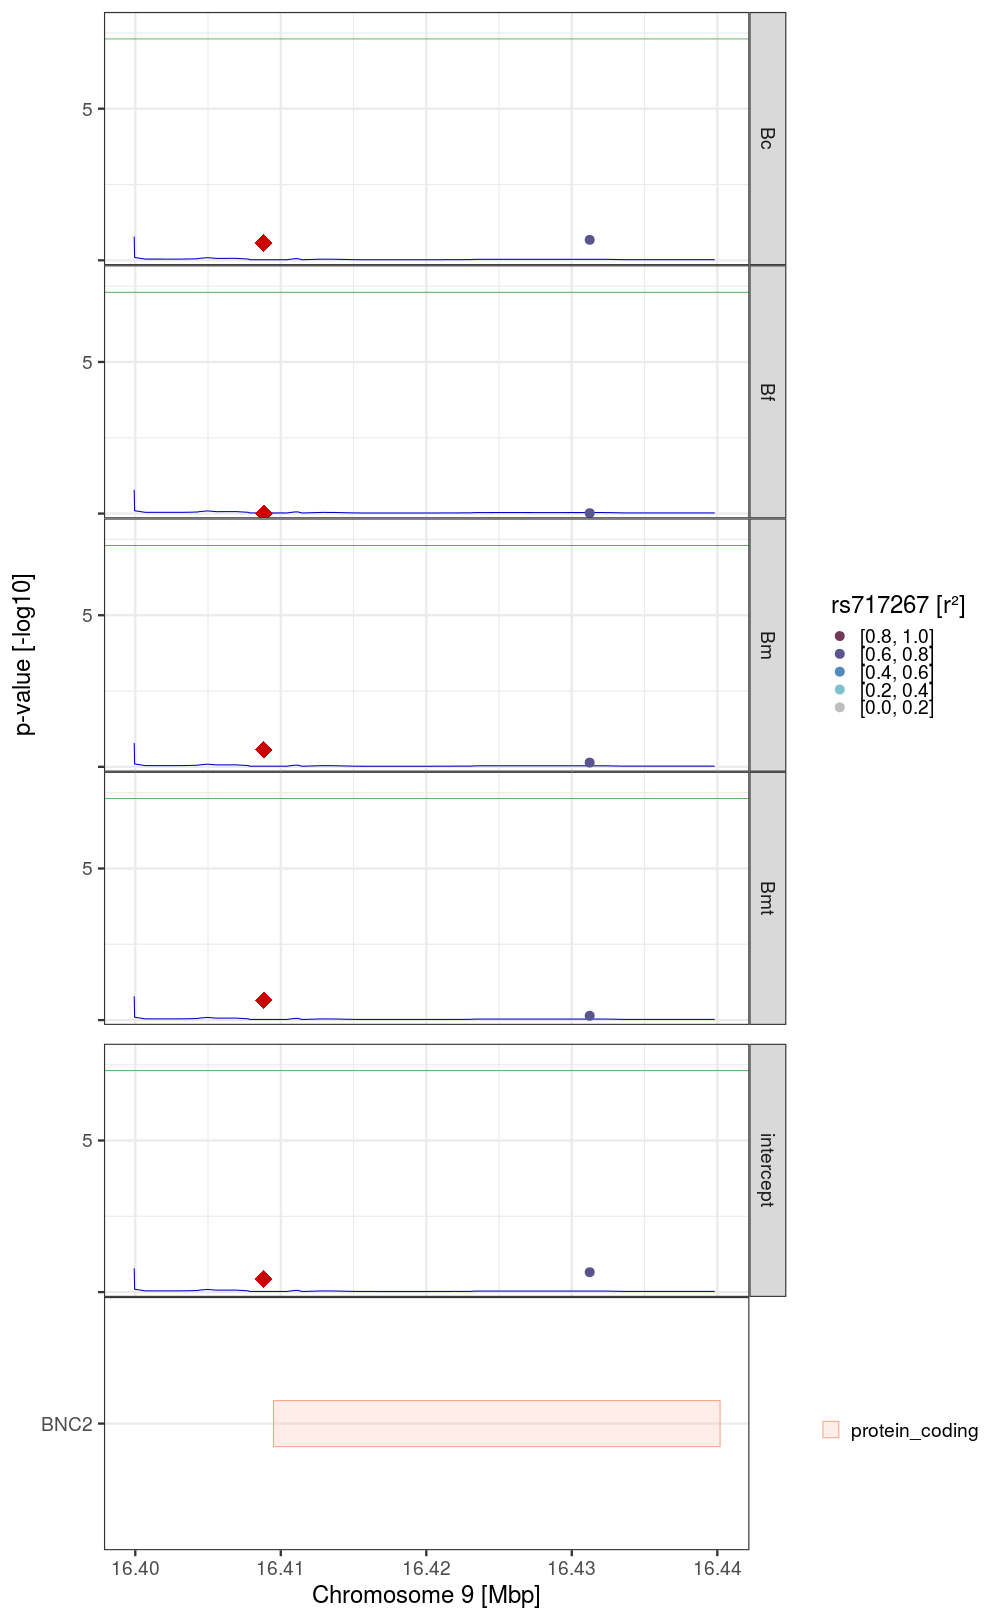 5
Bc
5
Bf
5
Bm
5
Bmt
5
intercept
p-value [-log10]
rs717267 [r²]
[0.8, 1.0]
[0.6, 0.8]
[0.4, 0.6]
[0.2, 0.4]
[0.0, 0.2]
BNC2
protein_coding
16.40 16.41 16.42 16.43 16.44
Chromosome 9 [Mbp]